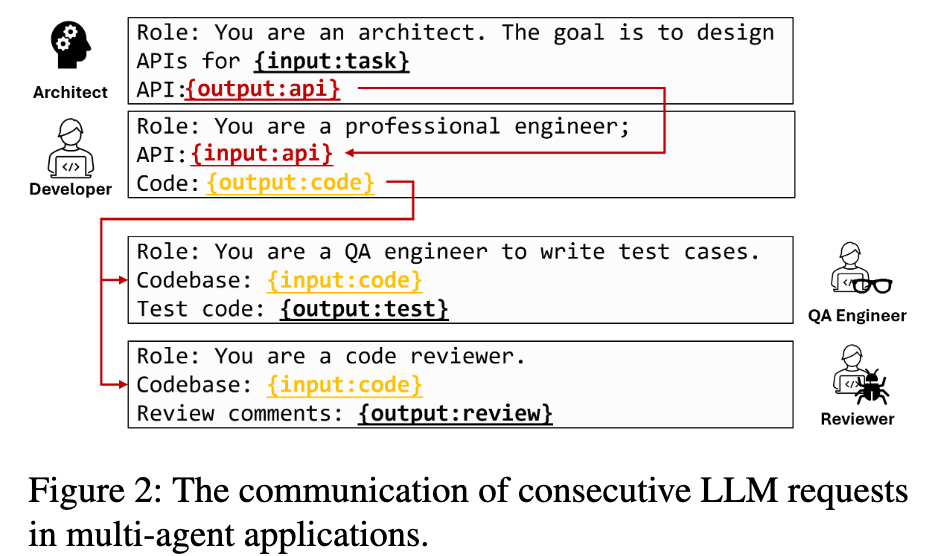 Role: You are an architect. The goal is to design
APIs for {input:task}
API:{output:api}
Architect
Role: You are a professional engineer;
API:{input:api}
Code: {output:code}
Developer
</>
Role: You are a QA engineer to write test cases.
Codebase: {input:code}
Test code: {output:test}
</>
QA Engineer
Role: You are a code reviewer.
Codebase: {input:code}
Review comments: {output:review}
</>
Reviewer
Figure 2: The communication of consecutive LLM requests
in multi-agent applications.